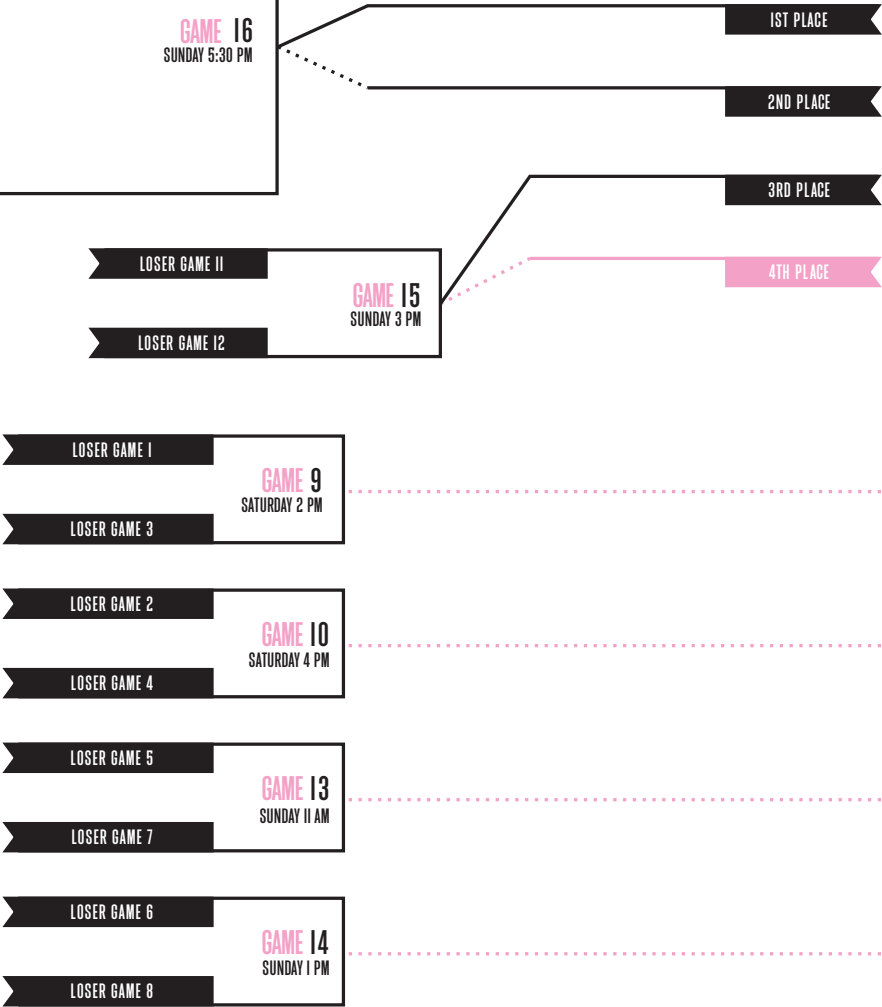 GAME 16
SUNDAY 5:30 PM
1ST PLACE
2ND PLACE
3RD PLACE
4TH PLACE
LOSER GAME 11
GAME 15
SUNDAY 3 PM
LOSER GAME 12
LOSER GAME 1
GAME 9
SATURDAY 2 PM
LOSER GAME 3
LOSER GAME 2
GAME 10
SATURDAY 4 PM
LOSER GAME 4
LOSER GAME 5
GAME 13
SUNDAY 11 AM
LOSER GAME 7
LOSER GAME 6
GAME 14
SUNDAY 1 PM
LOSER GAME 8